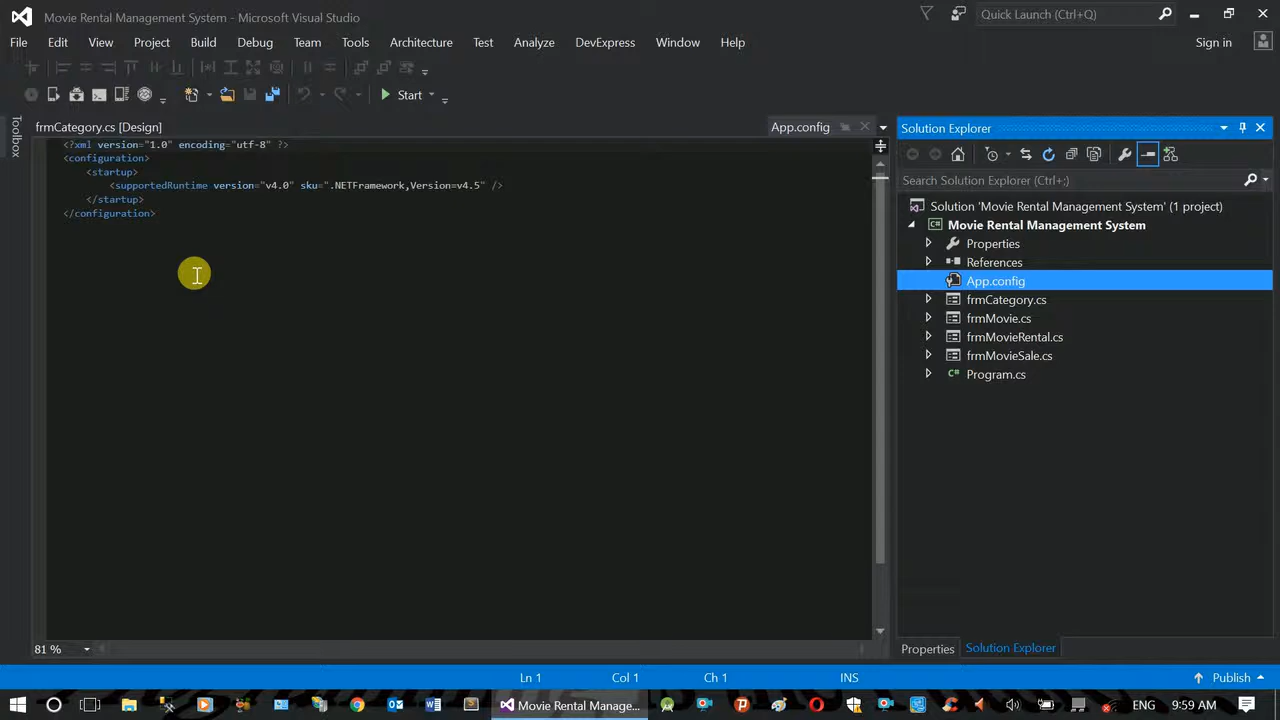 Movie Rental Management System - Microsoft Visual Studio
Quick Launch (Ctrl+Q)
File Edit View Project Build Debug Team Tools Architecture Test Analyze DevExpress Window Help
Sign in
Start
Toolbox
frmCategory.cs [Design]
App.config
<?xml version="1.0" encoding="utf-8" ?>
<configuration>
<startup>
<supportedRuntime version="v4.0" sku=".NETFramework,Version=v4.5" />
</startup>
</configuration>
81 %
Solution Explorer
Search Solution Explorer (Ctrl+;)
Solution 'Movie Rental Management System' (1 project)
Movie Rental Management System
Properties
References
App.config
frmCategory.cs
frmMovie.cs
frmMovieRental.cs
frmMovieSale.cs
Program.cs
Properties Solution Explorer
Ln 1 Col 1 Ch 1 INS Publish
Movie Rental Manage... ENG 9:59 AM